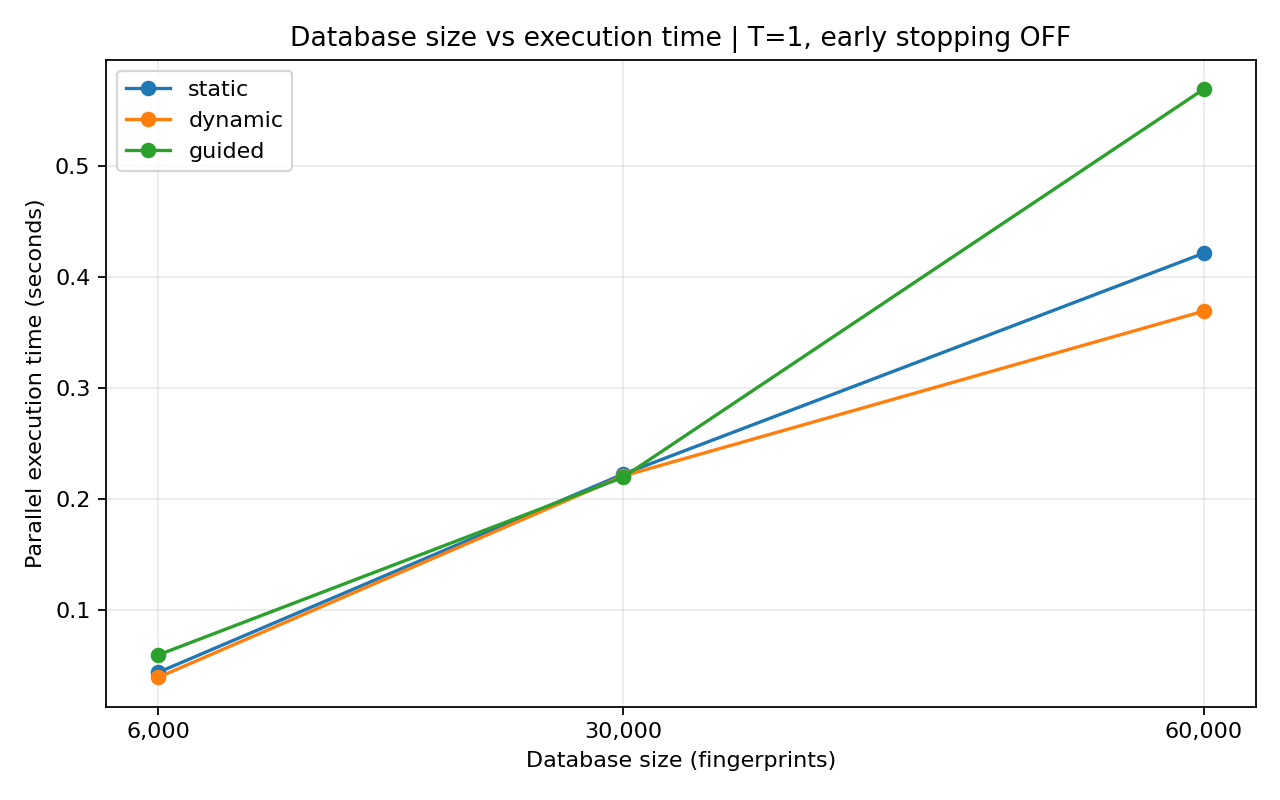 Database size vs execution time | T=1, early stopping OFF
static
dynamic
guided
Parallel execution time (seconds)
0.5
0.4
0.3
0.2
0.1
6,000
30,000
60,000
Database size (fingerprints)